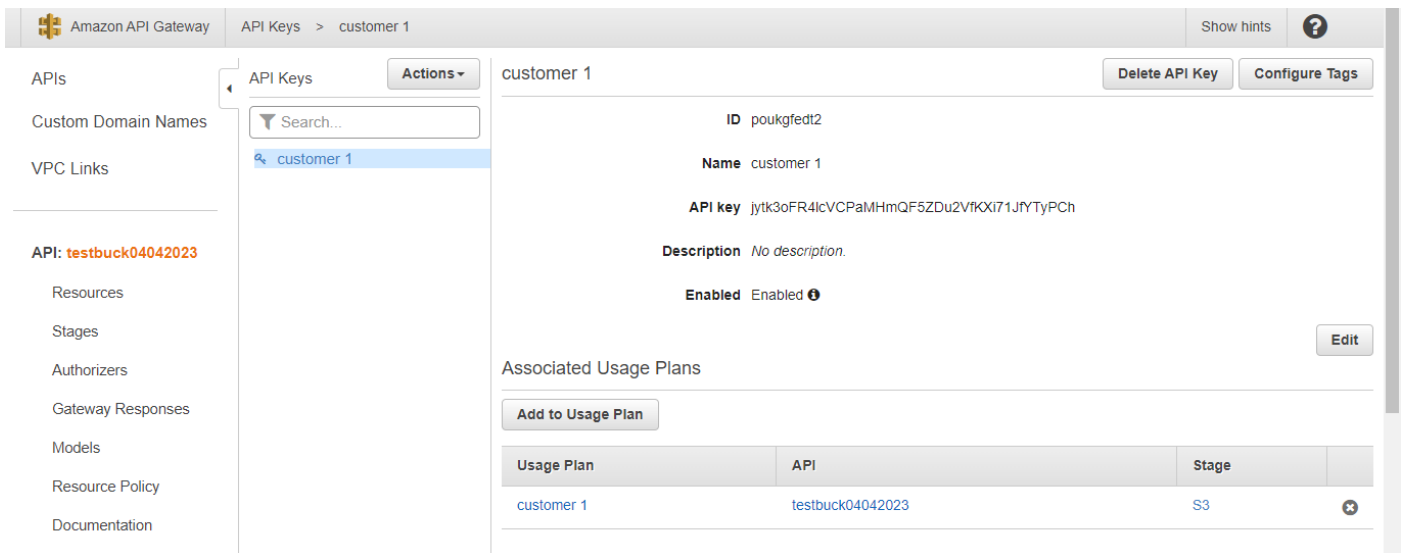 Amazon API Gateway
API Keys > customer 1
Show hints
?
APIs
Custom Domain Names
VPC Links
API: testbuck04042023
Resources
Stages
Authorizers
Gateway Responses
Models
Resource Policy
Documentation
API Keys
Actions
Search...
customer 1
customer 1
Delete API Key
Configure Tags
ID poukgfedt2
Name customer 1
API key jytk3oFR4IcVCPaMHmQF5ZDu2VfKXi71JfYTyPCh
Description No description.
Enabled Enabled
Edit
Associated Usage Plans
Add to Usage Plan
Usage Plan API Stage
customer 1 testbuck04042023 S3